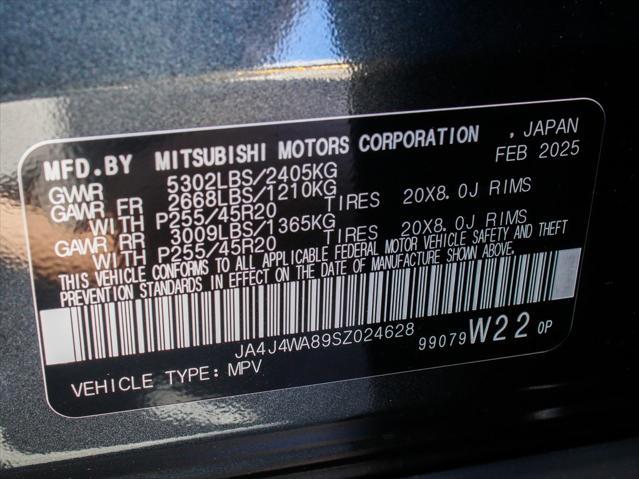 MFD.BY MITSUBISHI MOTORS CORPORATION , JAPAN
GVWR 5302LBS/2405KG FEB 2025
GAWR FR 2668LBS/1210KG
WITH P255/45R20 TIRES 20X8.0J RIMS
GAWR RR 3009LBS/1365KG
WITH P255/45R20 TIRES 20X8.0J RIMS
THIS VEHICLE CONFORMS TO ALL APPLICABLE FEDERAL MOTOR VEHICLE SAFETY AND THEFT
PREVENTION STANDARDS IN EFFECT ON THE DATE OF MANUFACTURE SHOWN ABOVE.
JA4J4WA89SZ024628
99079 W22 0P
VEHICLE TYPE: MPV